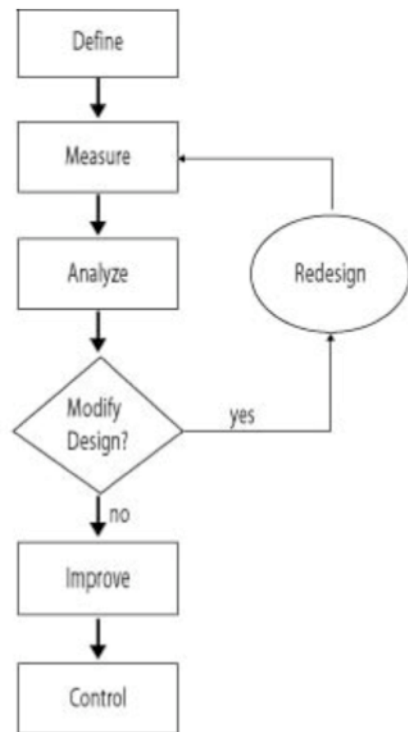 Define
Measure
Analyze
Redesign
Modify
Design?
yes
no
Improve
Control